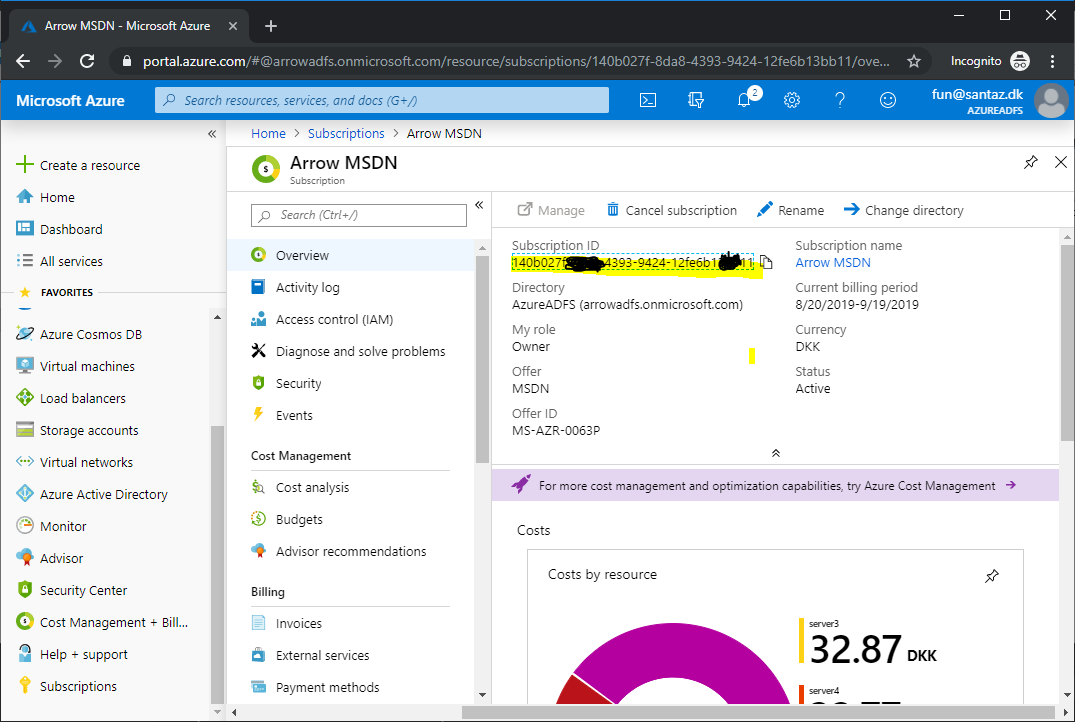 Arrow MSDN - Microsoft Azure
portal.azure.com/#@arrowadfs.onmicrosoft.com/resource/subscriptions/140b027f-8da8-4393-9424-12fe6b13bb11/ove...
Incognito
Microsoft Azure
Search resources, services, and docs (G+/)
2
fun@santaz.dk
AZUREADFS
Create a resource
Home
Dashboard
All services
FAVORITES
Azure Cosmos DB
Virtual machines
Load balancers
Storage accounts
Virtual networks
Azure Active Directory
Monitor
Advisor
Security Center
Cost Management + Bill...
Help + support
Subscriptions
Home > Subscriptions > Arrow MSDN
Arrow MSDN
Subscription
Search (Ctrl+/)
Overview
Activity log
Access control (IAM)
Diagnose and solve problems
Security
Events
Cost Management
Cost analysis
Budgets
Advisor recommendations
Billing
Invoices
External services
Payment methods
Manage
Cancel subscription
Rename
Change directory
Subscription ID
140b027f 4393-9424-12fe6b1 11
Directory
AzureADFS (arrowadfs.onmicrosoft.com)
My role
Owner
Offer
MSDN
Offer ID
MS-AZR-0063P
Subscription name
Arrow MSDN
Current billing period
8/20/2019-9/19/2019
Currency
DKK
Status
Active
For more cost management and optimization capabilities, try Azure Cost Management
Costs
Costs by resource
server3
32.87 DKK
server4